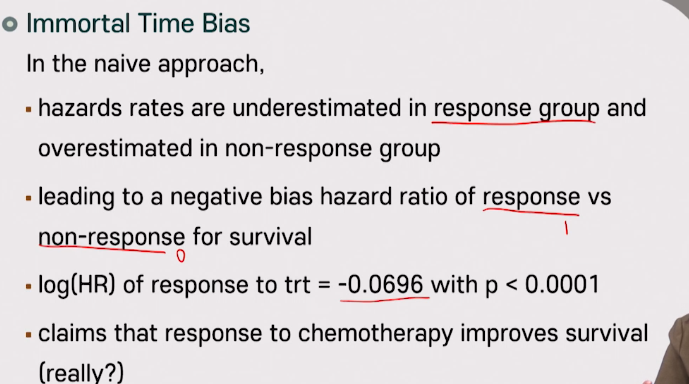 Immortal Time Bias
In the naive approach,
▪ hazards rates are underestimated in response group and
overestimated in non-response group
▪ leading to a negative bias hazard ratio of response vs
non-response for survival
1
0
▪ log(HR) of response to trt = -0.0696 with p < 0.0001
▪ claims that response to chemotherapy improves survival
(really?)